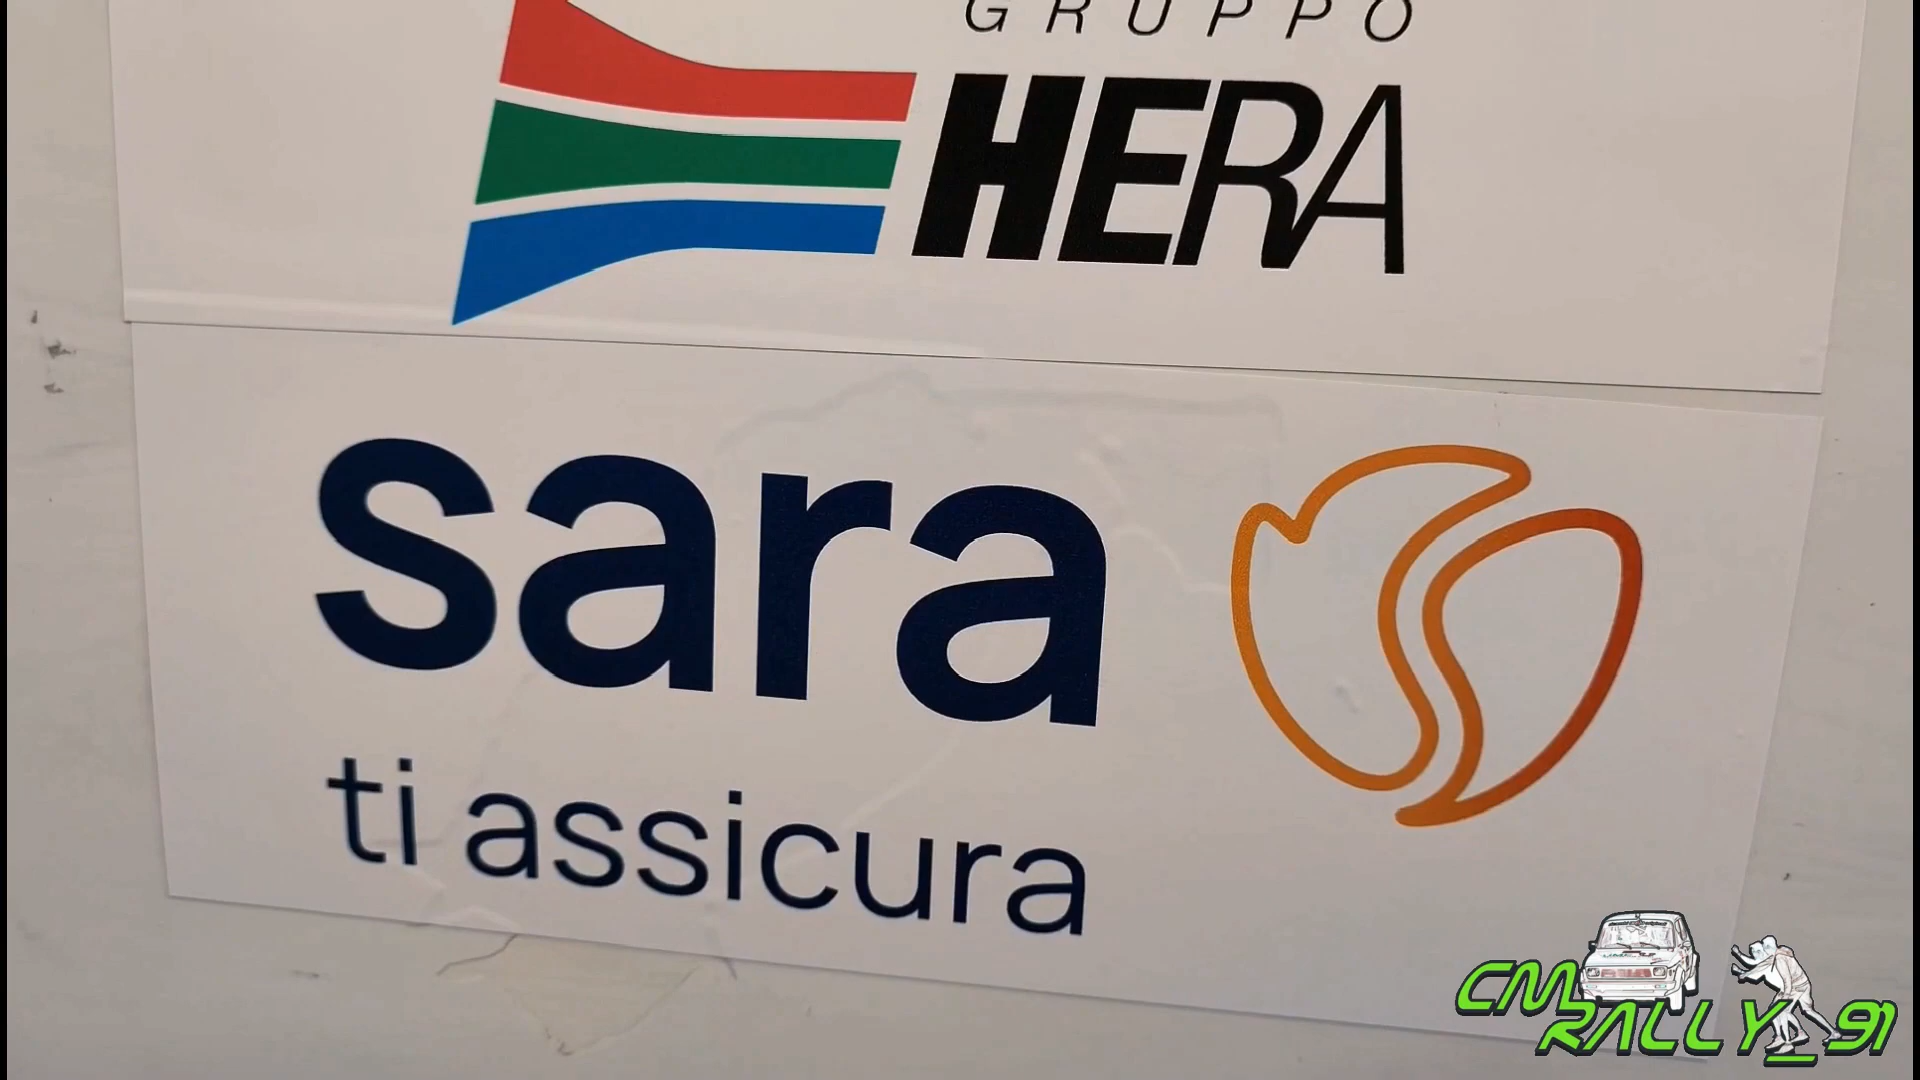 GRUPPO
HERA
sara
ti assicura
CM
RALLY_91